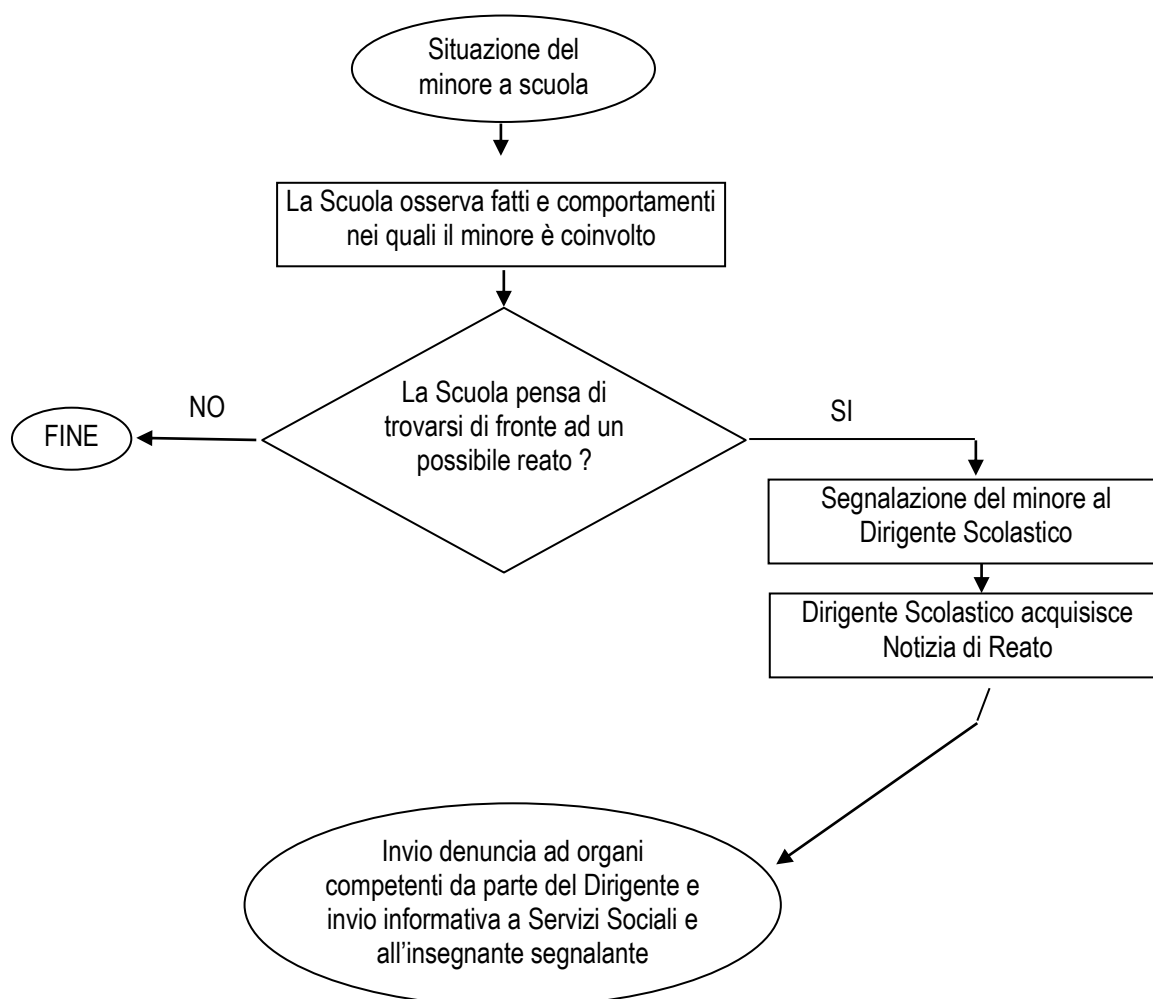 Situazione del
minore a scuola
La Scuola osserva fatti e comportamenti
nei quali il minore è coinvolto
La Scuola pensa di
trovarsi di fronte ad un
possibile reato ?
NO
FINE
SI
Segnalazione del minore al
Dirigente Scolastico
Dirigente Scolastico acquisisce
Notizia di Reato
Invio denuncia ad organi
competenti da parte del Dirigente e
invio informativa a Servizi Sociali e
all'insegnante segnalante